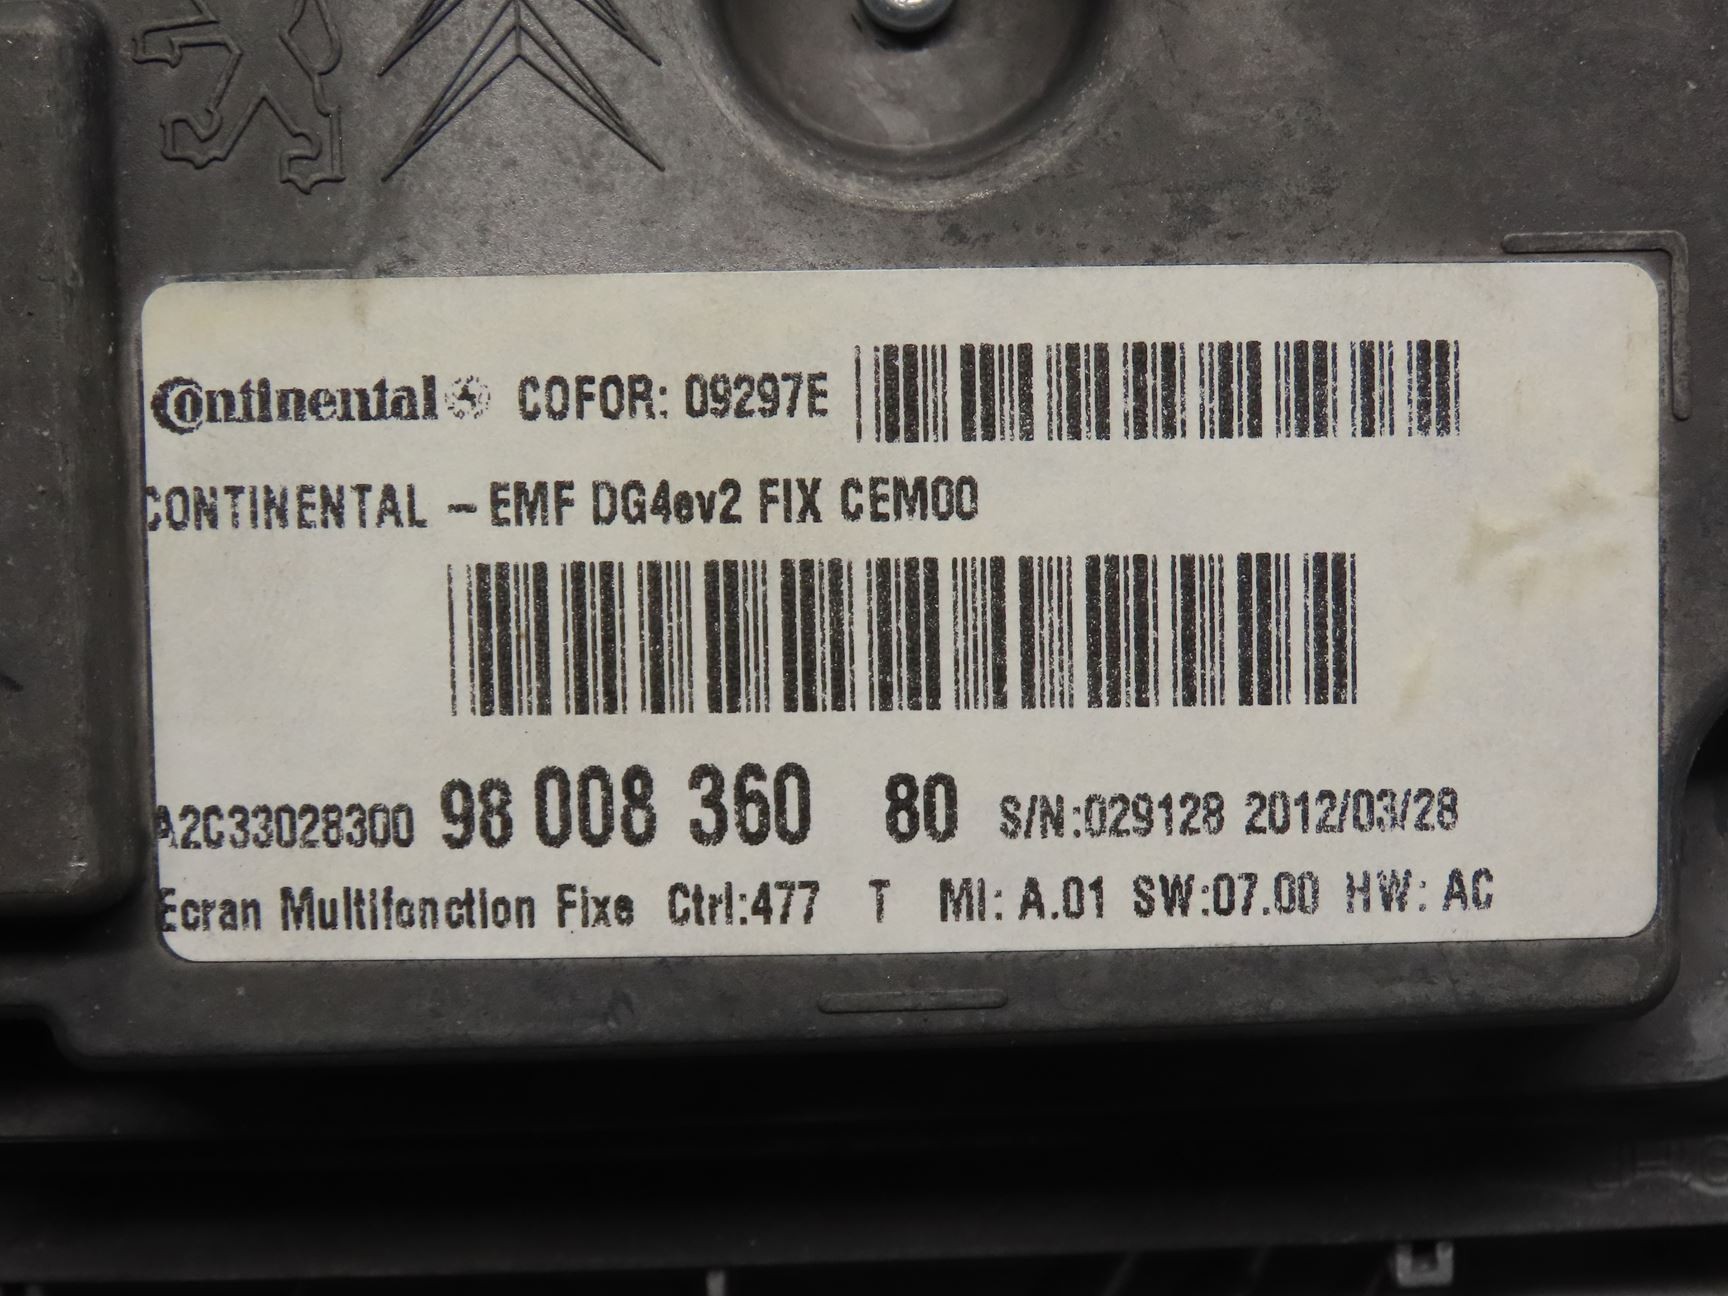 Continental COFOR: 09297E
CONTINENTAL - EMF DG4ev2 FIX CEM00
A2C33028300 98 008 360 80 S/N:029128 2012/03/28
Ecran Multifonction Fixe Ctrl:477 T MI: A.01 SW:07.00 HW: AC